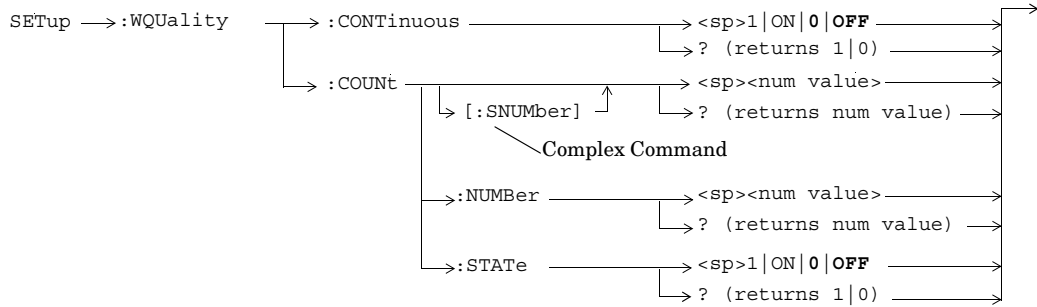 SETup :WQUality :CONTinuous <sp>1|ON|0|OFF
? (returns 1|0)
:COUNt <sp><num value>
[:SNUMber] ? (returns num value)
Complex Command
:NUMBer <sp><num value>
? (returns num value)
:STATe <sp>1|ON|0|OFF
? (returns 1|0)